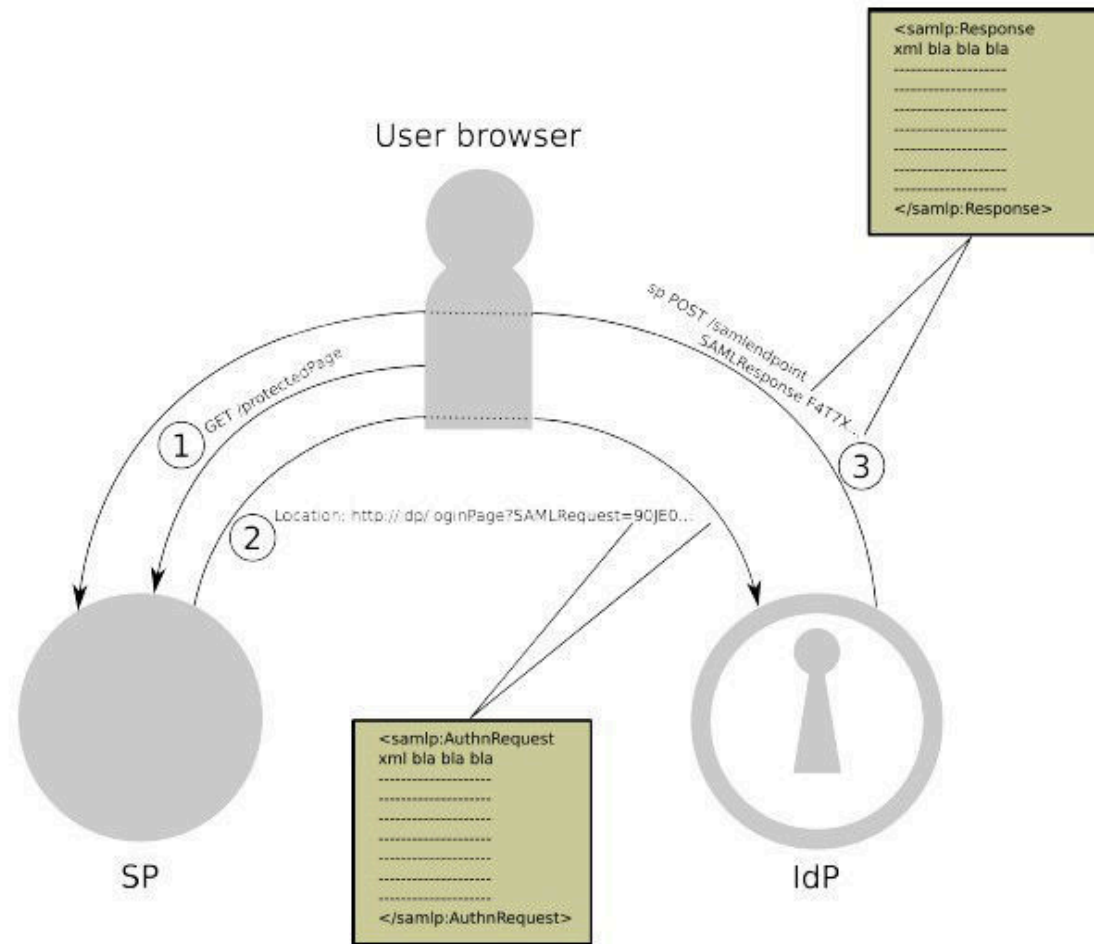 <samlp:Response
xml bla bla bla
--------------------
--------------------
--------------------
--------------------
--------------------
--------------------
--------------------
</samlp:Response>
User browser
sp POST /samlendpoint
SAMLResponse F4T7X...
GET /protectedPage
1
3
2
Location: http://idp/loginPage?SAMLRequest=90JE0...
<samlp:AuthnRequest
xml bla bla bla
--------------------
--------------------
--------------------
--------------------
--------------------
--------------------
--------------------
</samlp:AuthnRequest>
SP
IdP